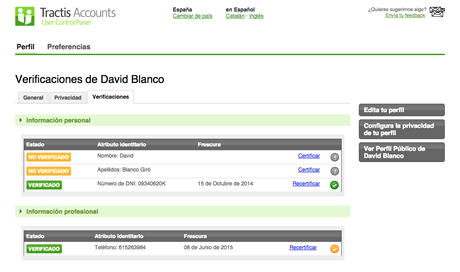 Tractis Accounts
User Control Panel
España
Cambiar de país
en Español
Catalán - Inglés
¿Quieres sugerirnos algo?
Envía tu feedback
Perfil Preferencias
Verificaciones de David Blanco
General Privacidad Verificaciones
Información personal
Estado Atributo Identitario Frescura
NO VERIFICADO Nombre: David Certificar
NO VERIFICADO Apellidos: Blanco Giró Certificar
VERIFICADO Número de DNI: 09340620K 15 de Octubre de 2014 Recertificar
Información profesional
Estado Atributo Identitario Frescura
VERIFICADO Teléfono: 615263984 08 de Junio de 2015 Recertificar
Edita tu perfil
Configura la privacidad
de tu perfil
Ver Perfil Público de
David Blanco